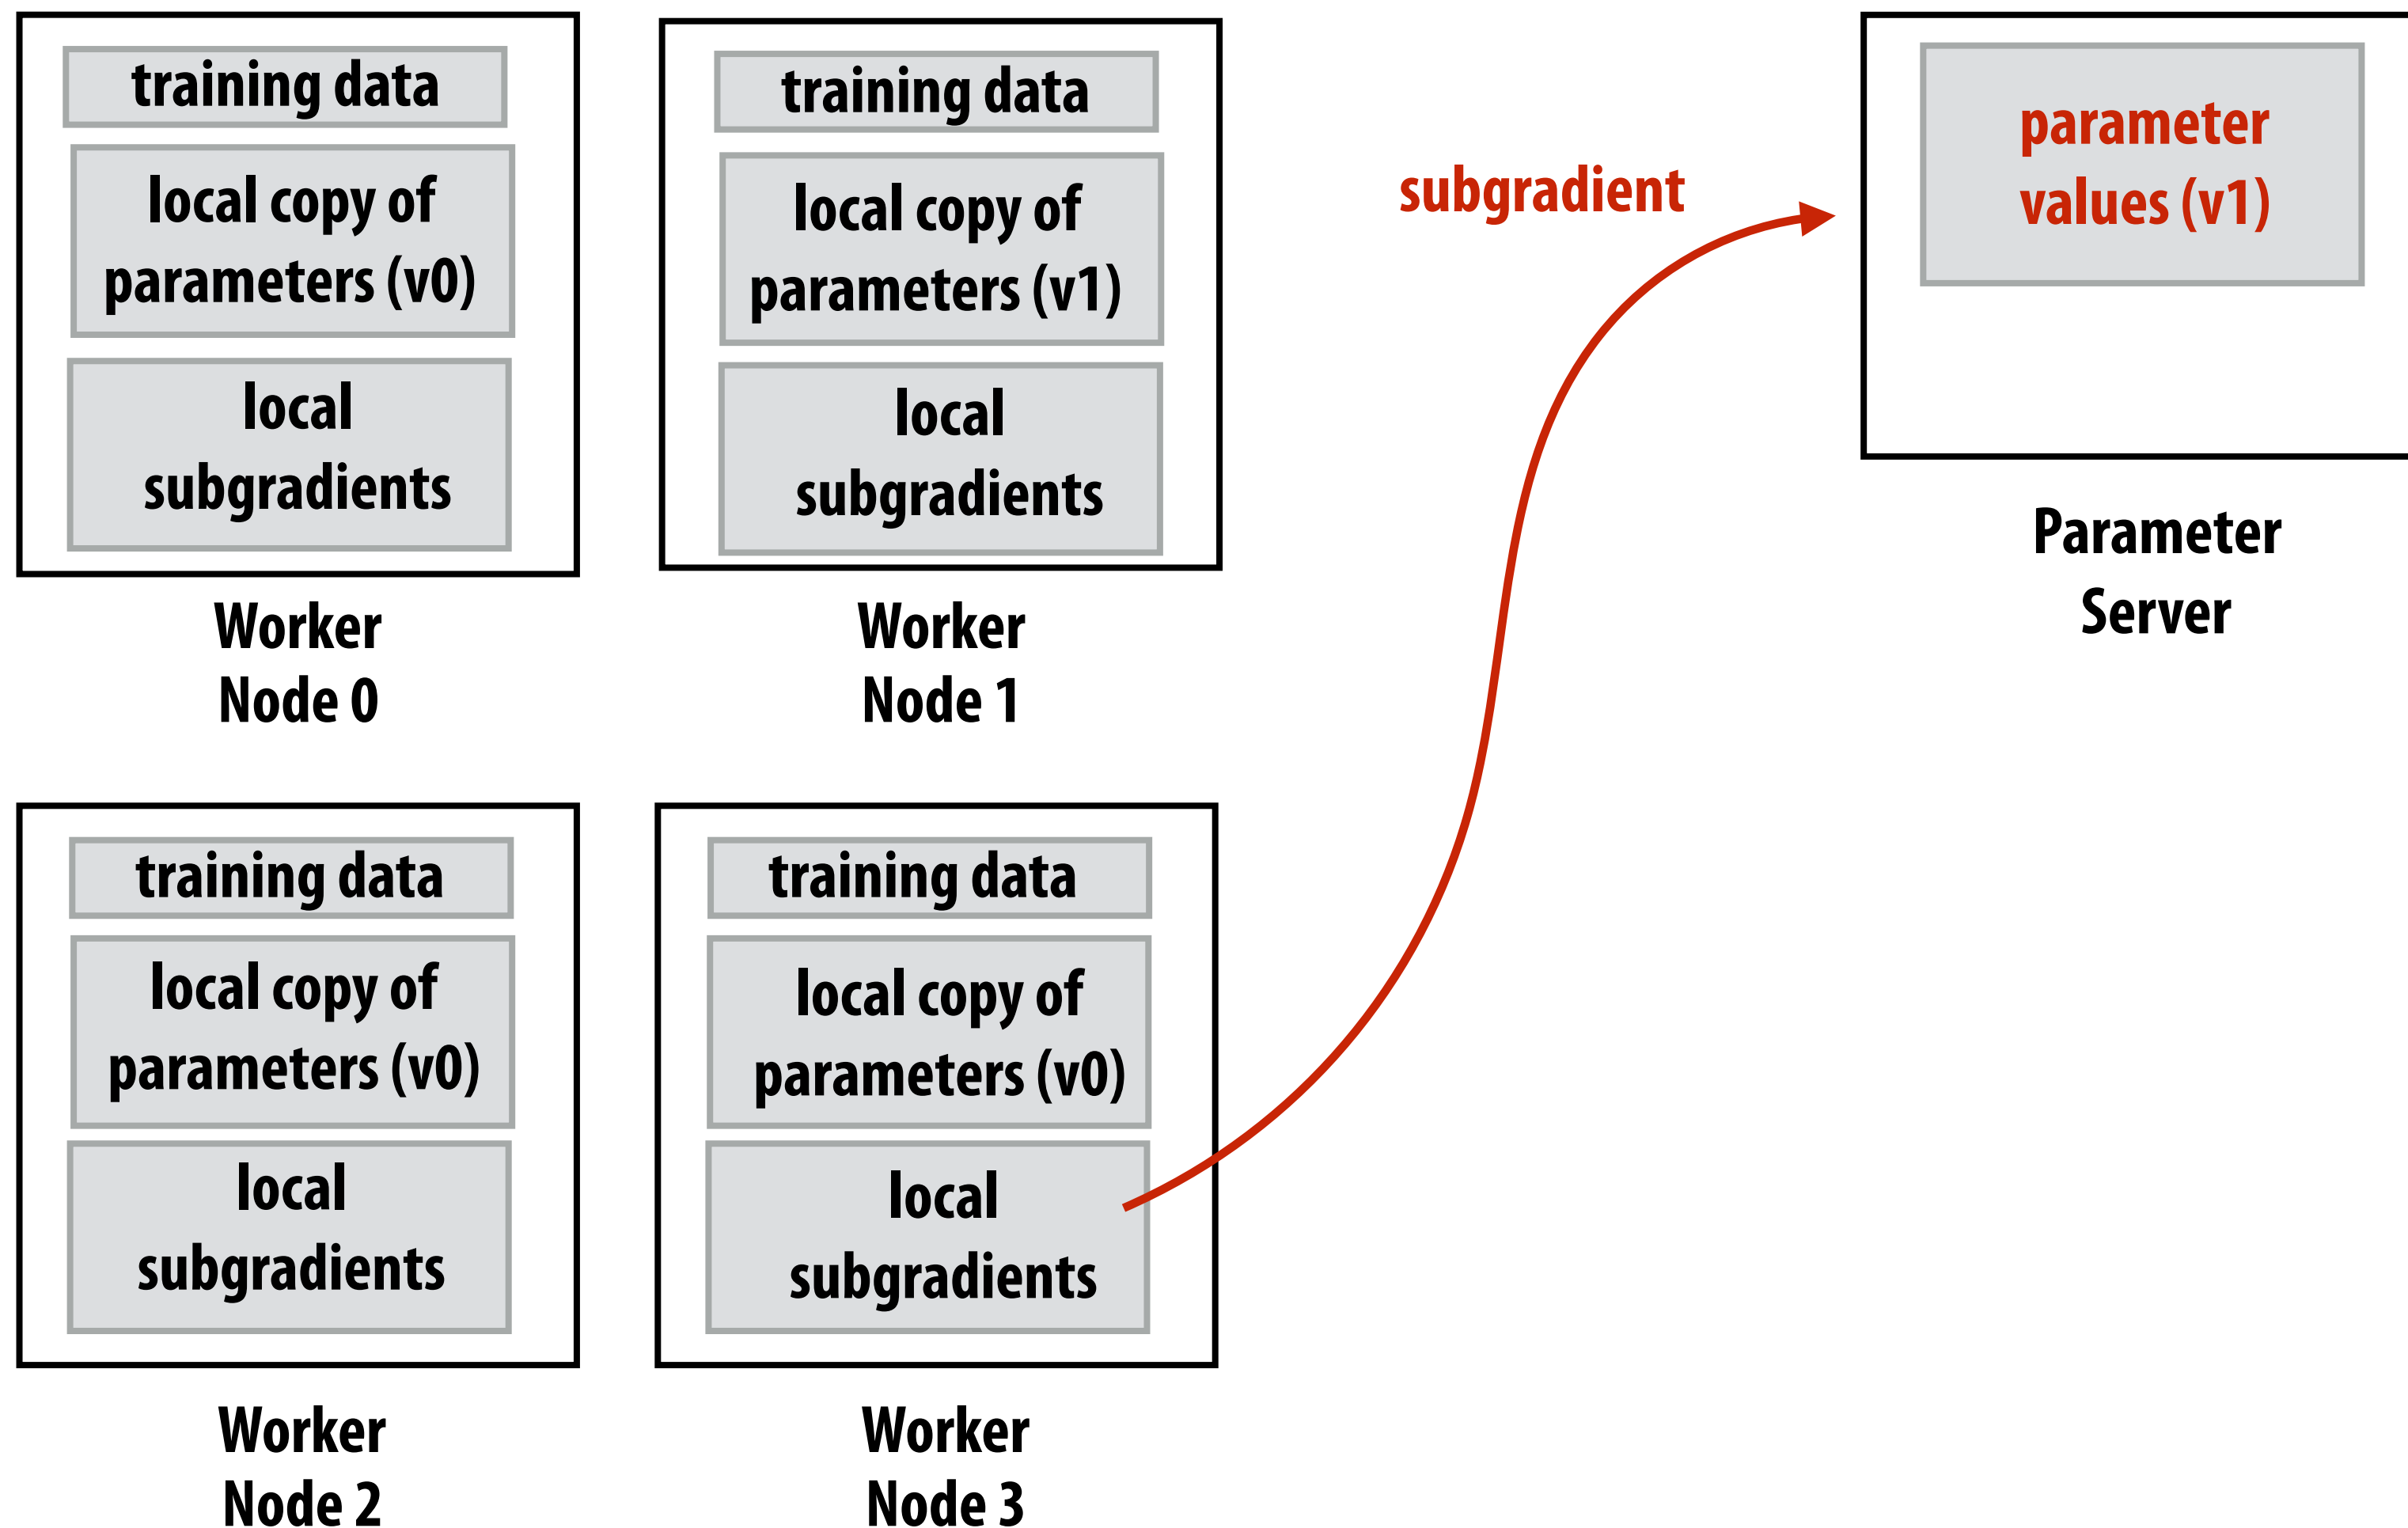 training data
local copy of
parameters (v0)
local
subgradients
Worker
Node 0
training data
local copy of
parameters (v1)
local
subgradients
Worker
Node 1
subgradient
parameter
values (v1)
Parameter
Server
training data
local copy of
parameters (v0)
local
subgradients
Worker
Node 2
training data
local copy of
parameters (v0)
local
subgradients
Worker
Node 3